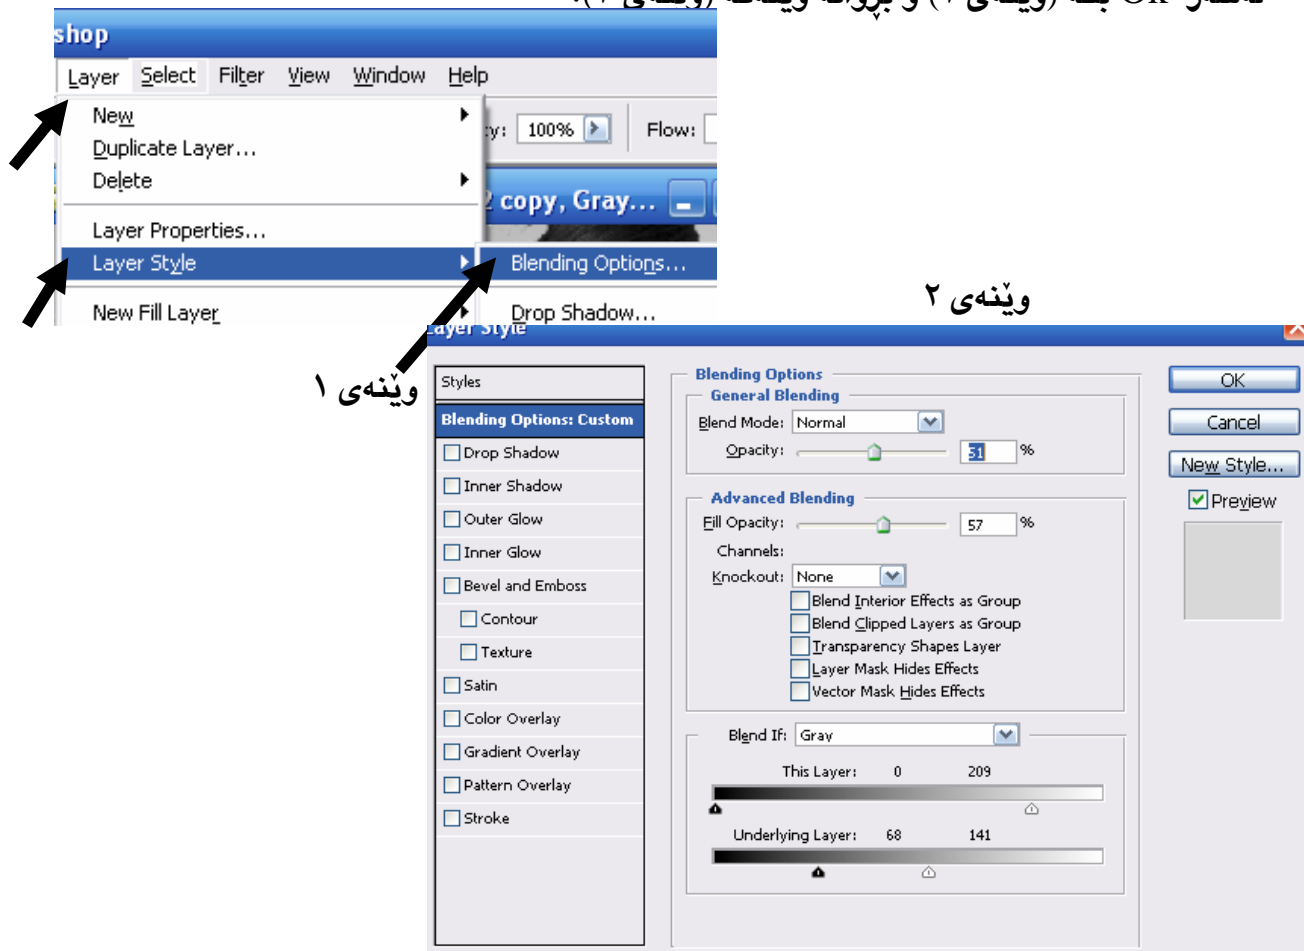 Ok
shop
Layer Select Filter View Window Help
New
y: 100% Flow:
Duplicate Layer...
Delete
2 copy, Gray...
Layer Properties...
Layer Style
Blending Options...
New Fill Layer
Drop Shadow...
وێنەی ٢
Layer Style
وێنەی ١
Styles
Blending Options: Custom
Drop Shadow
Inner Shadow
Outer Glow
Inner Glow
Bevel and Emboss
Contour
Texture
Satin
Color Overlay
Gradient Overlay
Pattern Overlay
Stroke
Blending Options
General Blending
Blend Mode: Normal
Opacity: 51 %
Advanced Blending
Fill Opacity: 57 %
Channels:
Knockout: None
Blend Interior Effects as Group
Blend Clipped Layers as Group
Transparency Shapes Layer
Layer Mask Hides Effects
Vector Mask Hides Effects
Blend If: Gray
This Layer: 0 209
Underlying Layer: 68 141
OK
Cancel
New Style...
Preview